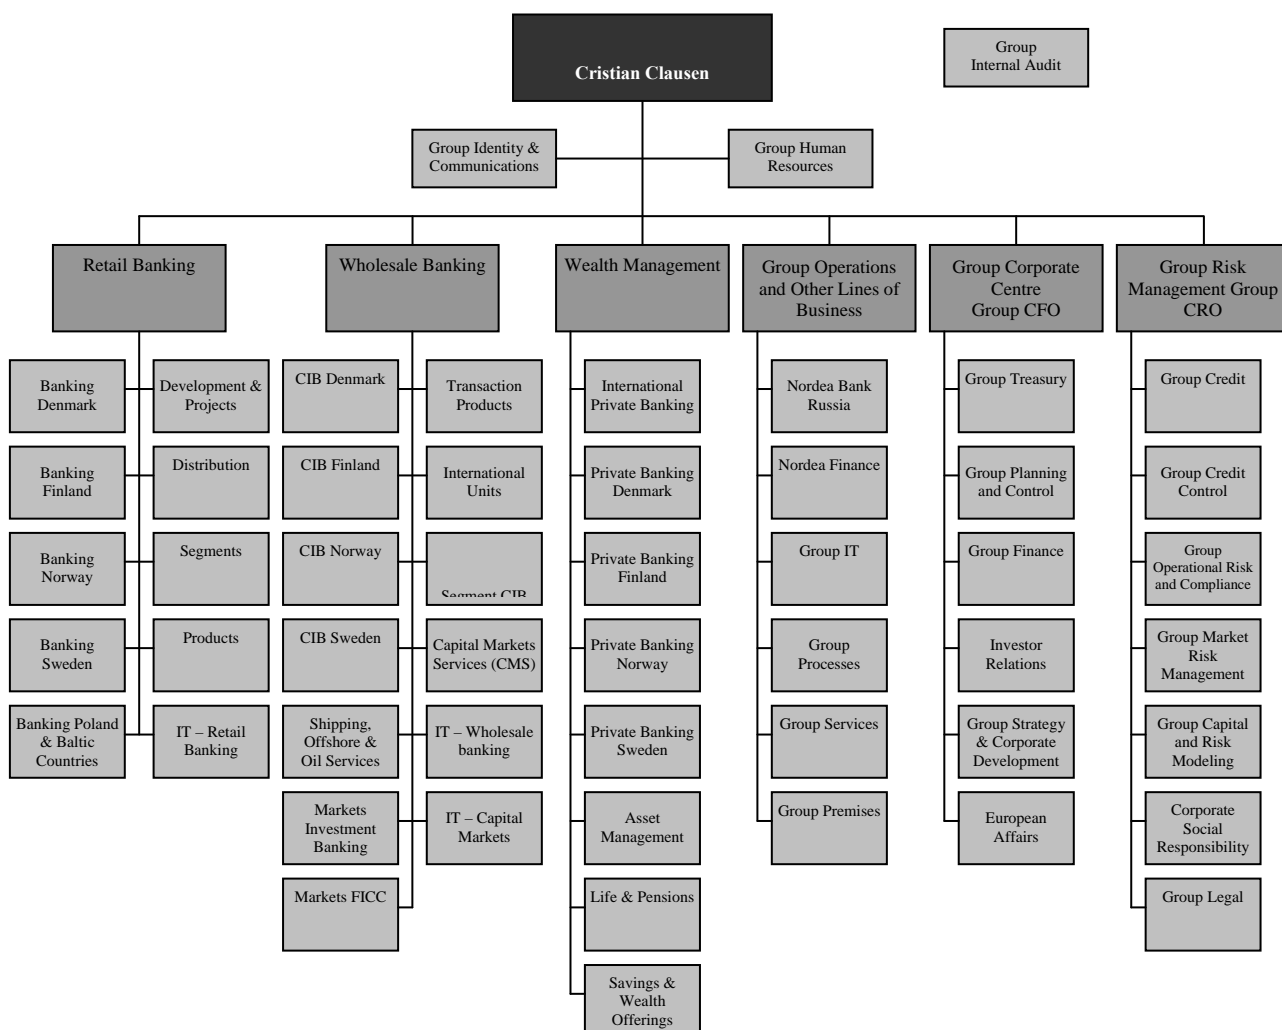 Cristian Clausen
Group
Internal Audit
Group Identity &
Communications
Group Human
Resources
Retail Banking
Wholesale Banking
Wealth Management
Group Operations
and Other Lines of
Business
Group Corporate
Centre
Group CFO
Group Risk
Management Group
CRO
Banking
Denmark
Development &
Projects
Banking
Finland
Distribution
Banking
Norway
Segments
Banking
Sweden
Products
Banking Poland
& Baltic
Countries
IT – Retail
Banking
CIB Denmark
Transaction
Products
CIB Finland
International
Units
CIB Norway
Segment CIB
CIB Sweden
Capital Markets
Services (CMS)
Shipping,
Offshore &
Oil Services
IT – Wholesale
banking
Markets
Investment
Banking
IT – Capital
Markets
Markets FICC
International
Private Banking
Private Banking
Denmark
Private Banking
Finland
Private Banking
Norway
Private Banking
Sweden
Asset
Management
Life & Pensions
Savings &
Wealth
Offerings
Nordea Bank
Russia
Nordea Finance
Group IT
Group
Processes
Group Services
Group Premises
Group Treasury
Group Planning
and Control
Group Finance
Investor
Relations
Group Strategy
& Corporate
Development
European
Affairs
Group Credit
Group Credit
Control
Group
Operational Risk
and Compliance
Group Market
Risk
Management
Group Capital
and Risk
Modeling
Corporate
Social
Responsibility
Group Legal